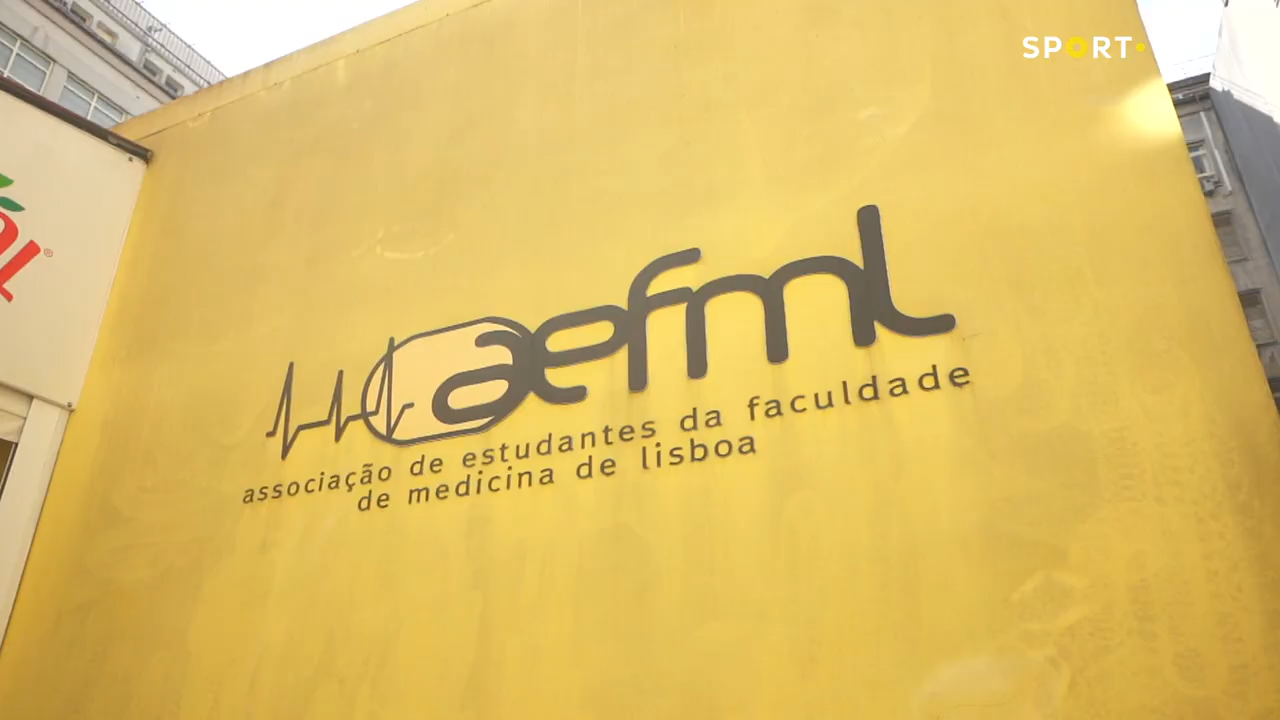 SPORT
aefml
associação de estudantes da faculdade
de medicina de lisboa